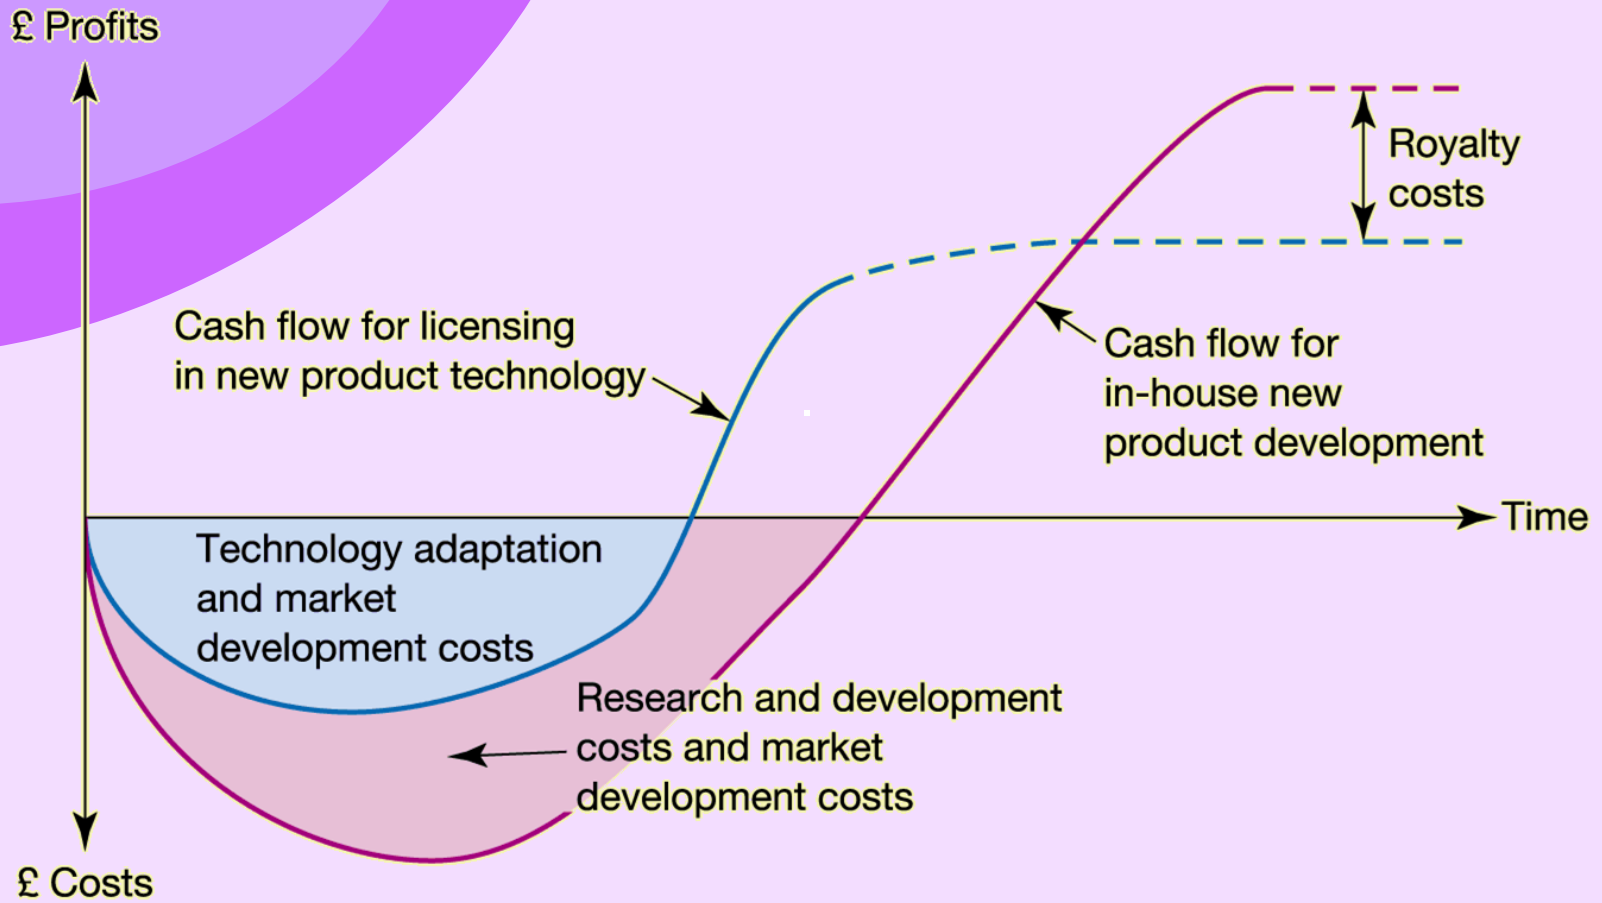 £ Profits
Royalty
costs
Cash flow for licensing
in new product technology
Cash flow for
in-house new
product development
Time
Technology adaptation
and market
development costs
Research and development
costs and market
development costs
£ Costs